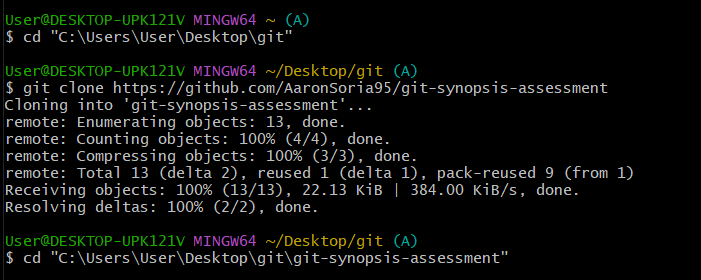 User@DESKTOP-UPK121V MINGW64 ~ (A)
$ cd "C:\Users\User\Desktop\git"
User@DESKTOP-UPK121V MINGW64 ~/Desktop/git (A)
$ git clone https://github.com/AaronSoria95/git-synopsis-assessment
Cloning into 'git-synopsis-assessment'...
remote: Enumerating objects: 13, done.
remote: Counting objects: 100% (4/4), done.
remote: Compressing objects: 100% (3/3), done.
remote: Total 13 (delta 2), reused 1 (delta 1), pack-reused 9 (from 1)
Receiving objects: 100% (13/13), 22.13 KiB | 384.00 KiB/s, done.
Resolving deltas: 100% (2/2), done.
User@DESKTOP-UPK121V MINGW64 ~/Desktop/git (A)
$ cd "C:\Users\User\Desktop\git\git-synopsis-assessment"